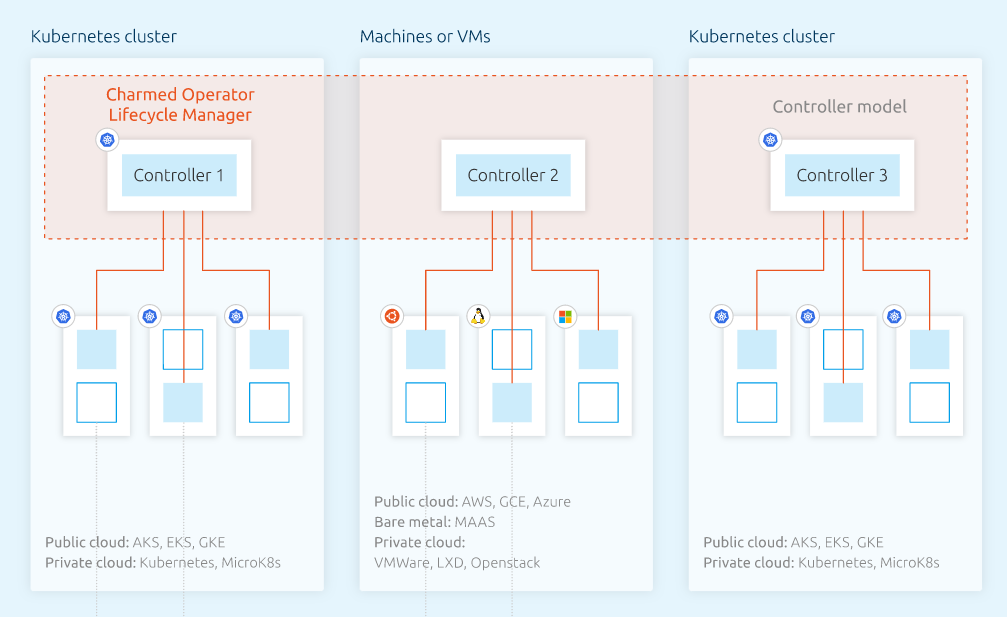 Kubernetes cluster
Machines or VMs
Kubernetes cluster
Charmed Operator
Lifecycle Manager
Controller model
Controller 1
Controller 2
Controller 3
Public cloud: AKS, EKS, GKE
Private cloud: Kubernetes, MicroK8s
Public cloud: AWS, GCE, Azure
Bare metal: MAAS
Private cloud:
VMWare, LXD, Openstack
Public cloud: AKS, EKS, GKE
Private cloud: Kubernetes, MicroK8s